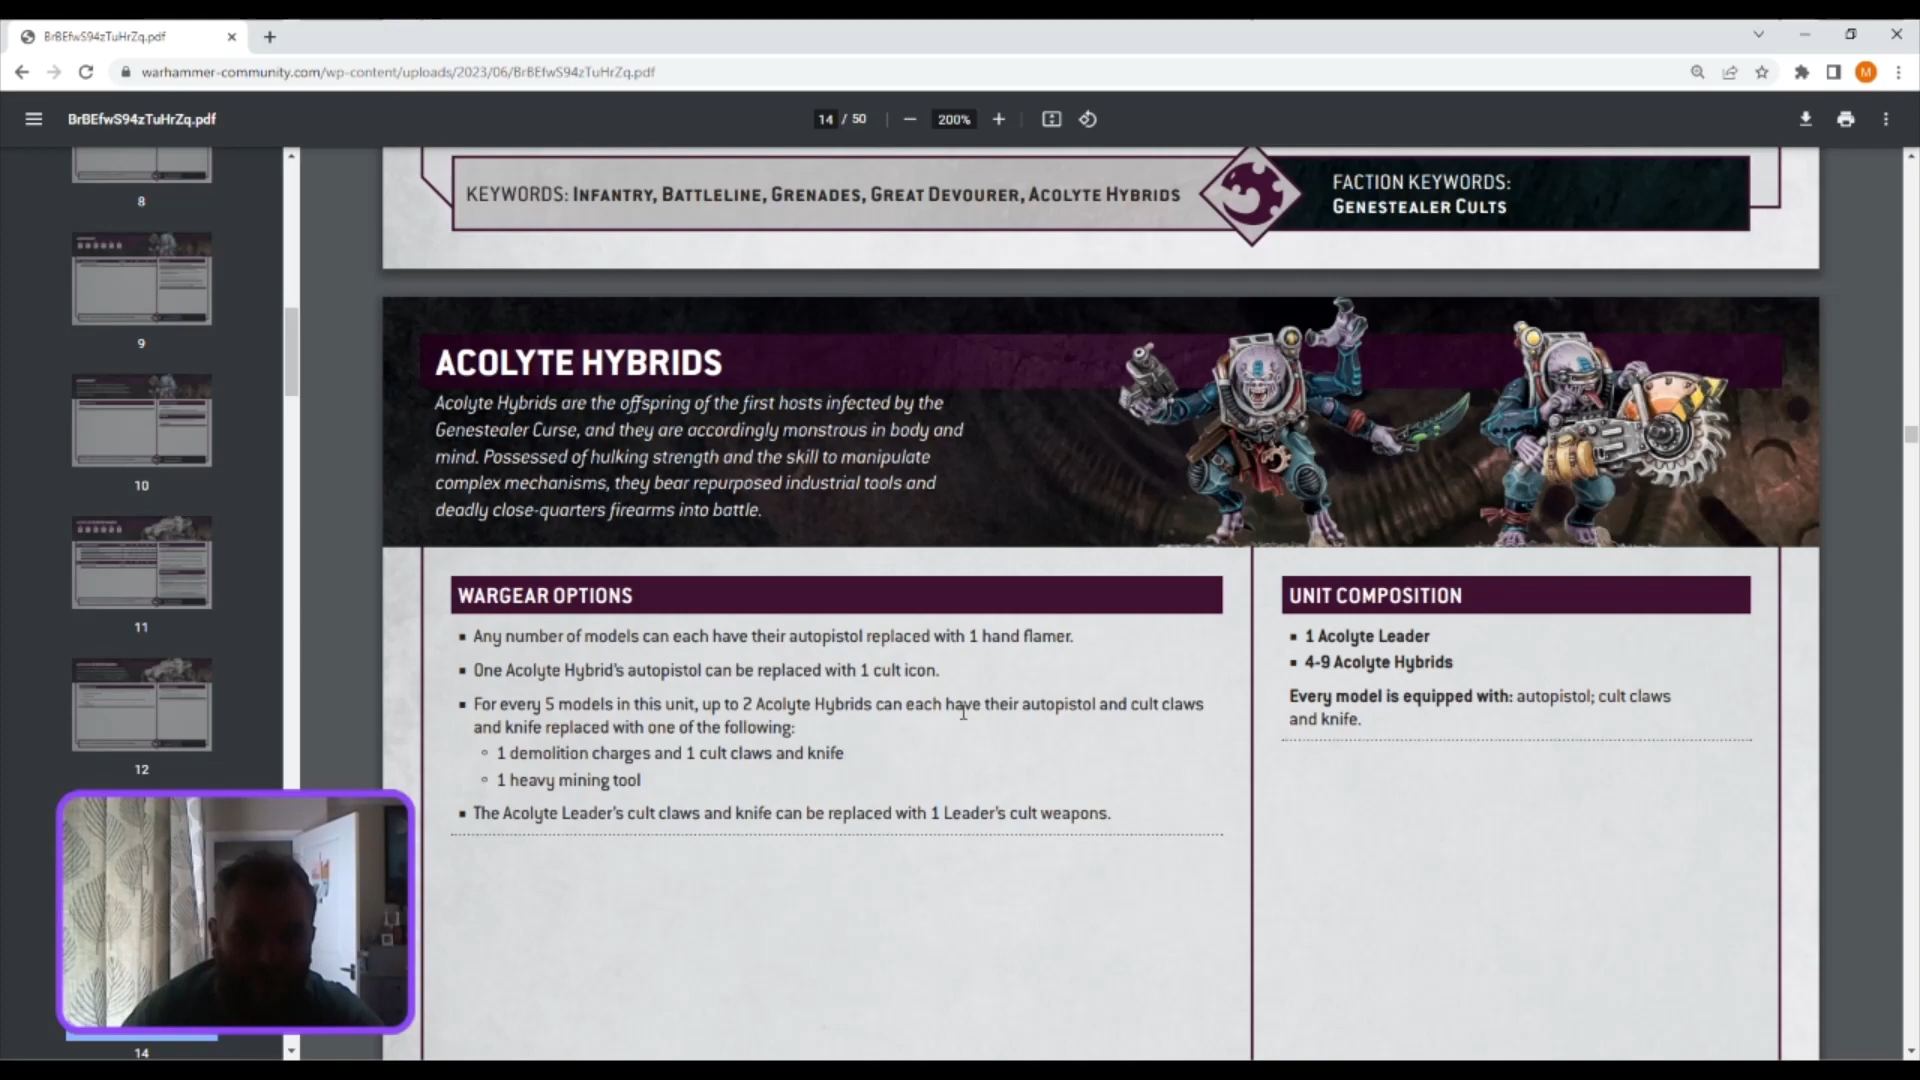 BrBEfwS94zTuHrZq.pdf
warhammer-community.com/wp-content/uploads/2023/06/BrBEfwS94zTuHrZq.pdf
M
BrBEfwS94zTuHrZq.pdf
14 / 50
200%
KEYWORDS: INFANTRY, BATTLELINE, GRENADES, GREAT DEVOURER, ACOLYTE HYBRIDS
FACTION KEYWORDS:
GENESTEALER CULTS
8
9
10
11
12
14
ACOLYTE HYBRIDS
Acolyte Hybrids are the offspring of the first hosts infected by the
Genestealer Curse, and they are accordingly monstrous in body and
mind. Possessed of hulking strength and the skill to manipulate
complex mechanisms, they bear repurposed industrial tools and
deadly close-quarters firearms into battle.
WARGEAR OPTIONS
▪ Any number of models can each have their autopistol replaced with 1 hand flamer.
▪ One Acolyte Hybrid's autopistol can be replaced with 1 cult icon.
▪ For every 5 models in this unit, up to 2 Acolyte Hybrids can each have their autopistol and cult claws
and knife replaced with one of the following:
◦ 1 demolition charges and 1 cult claws and knife
◦ 1 heavy mining tool
▪ The Acolyte Leader's cult claws and knife can be replaced with 1 Leader's cult weapons.
UNIT COMPOSITION
▪ 1 Acolyte Leader
▪ 4-9 Acolyte Hybrids
Every model is equipped with: autopistol; cult claws
and knife.